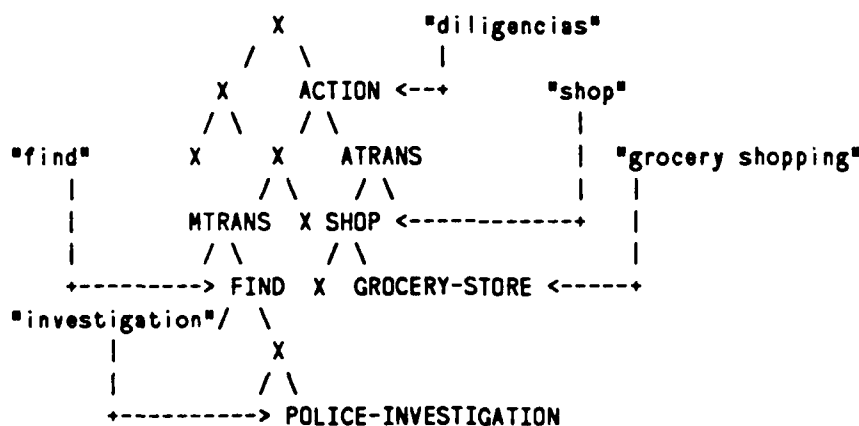 X "diligencias"
X ACTION <--+ "shop"
"find" X X ATRANS "grocery shopping"
MTRANS X SHOP <------------+
+---------> FIND X GROCERY-STORE <-----+
"investigation"
X
+----------> POLICE-INVESTIGATION